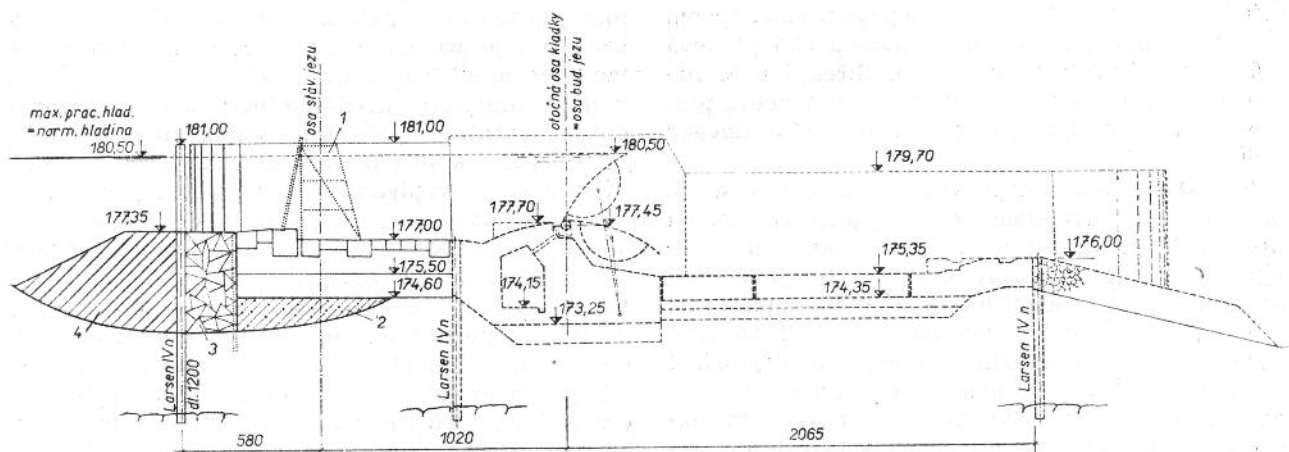 max. prac. hlad.
=norm. hladina
180,50
181,00
osa stáv. jezu
1
181,00
otočná osa kladky
=osa bud. jezu
180,50
179,70
177,35
177,00
177,70
177,45
175,50
174,60
174,15
173,25
175,35
174,35
176,00
4
3
2
Larsen IVn
dl. 1200
Larsen IVn
Larsen IVn
580
1020
2065